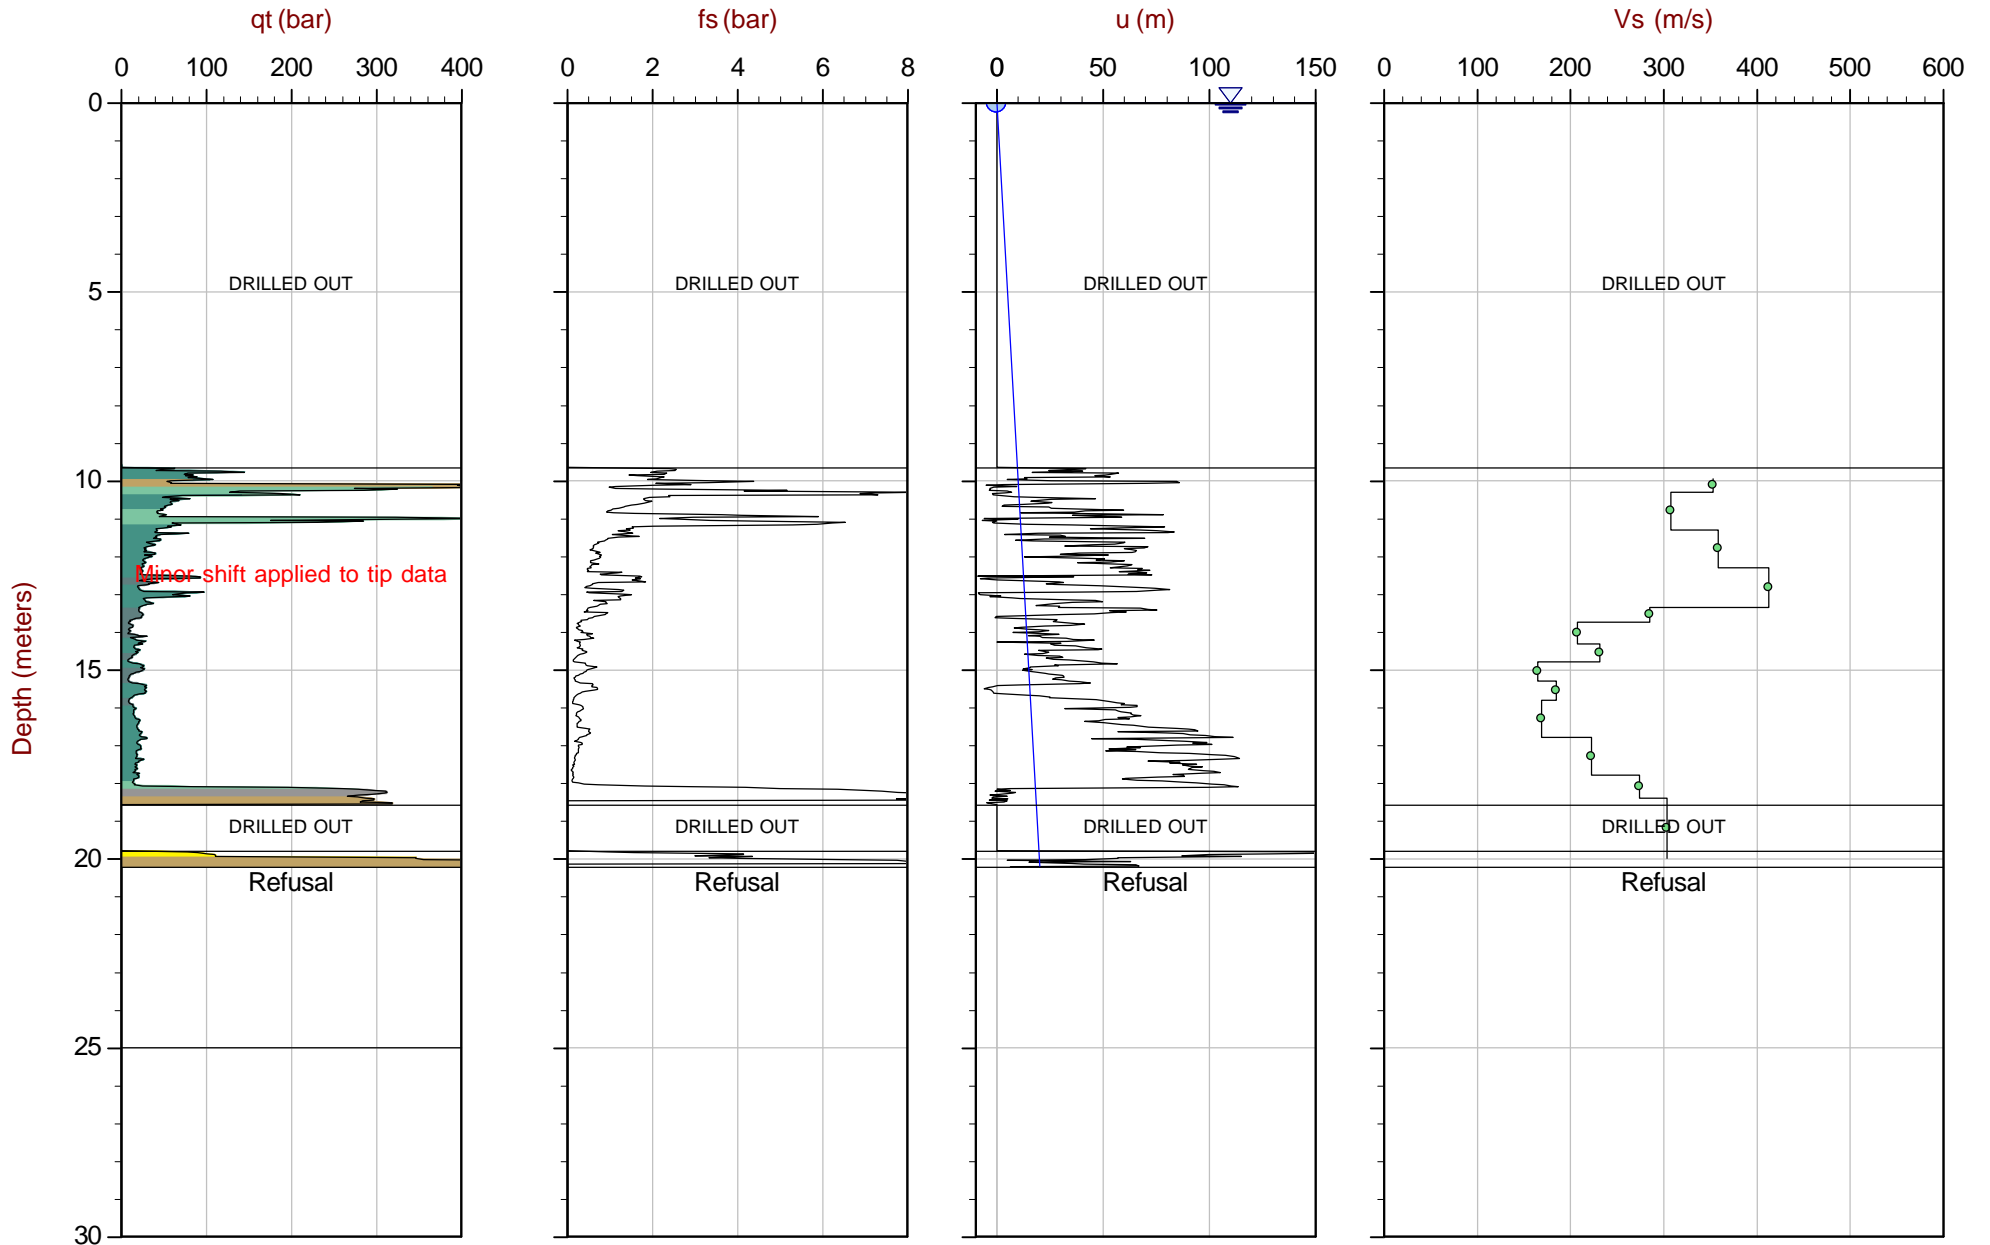 qt (bar) fs (bar) u (m) Vs (m/s)
0 100 200 300 400 0 2 4 6 8 0 50 100 150 0 100 200 300 400 500 600
0
DRILLED OUT DRILLED OUT DRILLED OUT DRILLED OUT
5
10
Minor shift applied to tip data
Depth (meters)
15
DRILLED OUT DRILLED OUT DRILLED OUT DRILLED OUT
20
Refusal Refusal Refusal Refusal
25
30